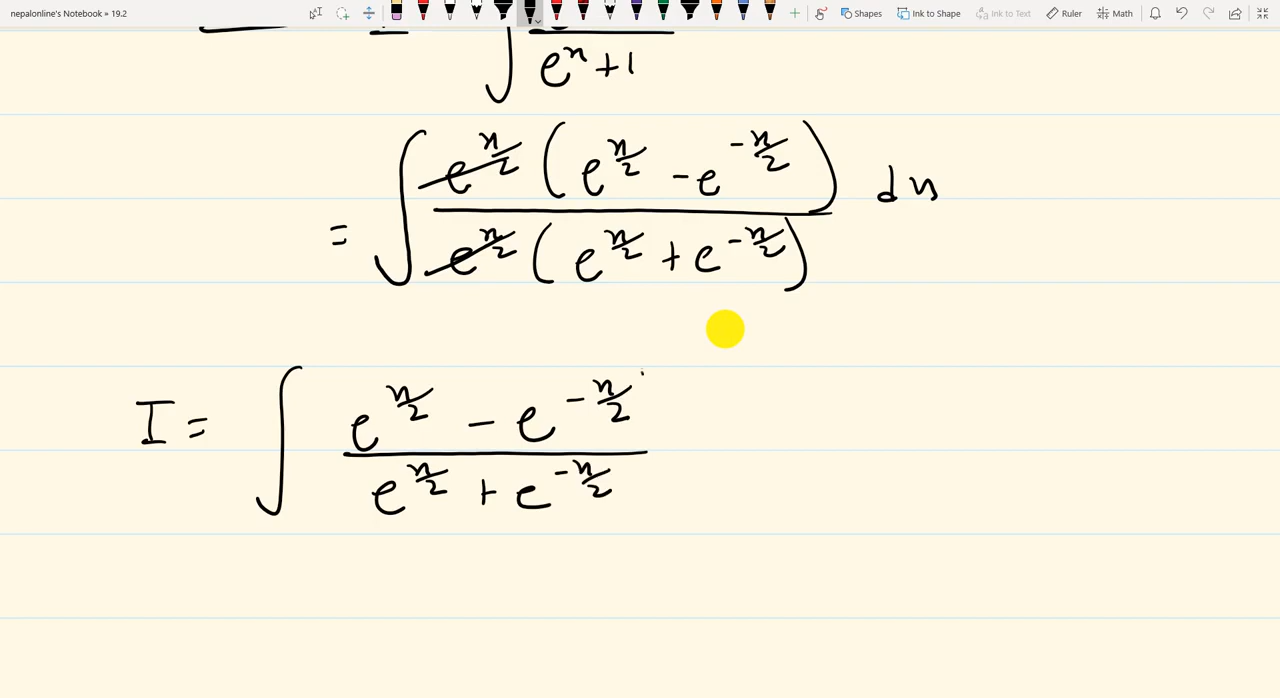 nepalonline's Notebook » 19.2
Shapes Ink to Shape Ink to Text Ruler Math
∫ e^x + 1
= ∫ e^{x/2} ( e^{x/2} - e^{-x/2} ) / e^{x/2} ( e^{x/2} + e^{-x/2} ) dx
I = ∫ e^{x/2} - e^{-x/2} / e^{x/2} + e^{-x/2}